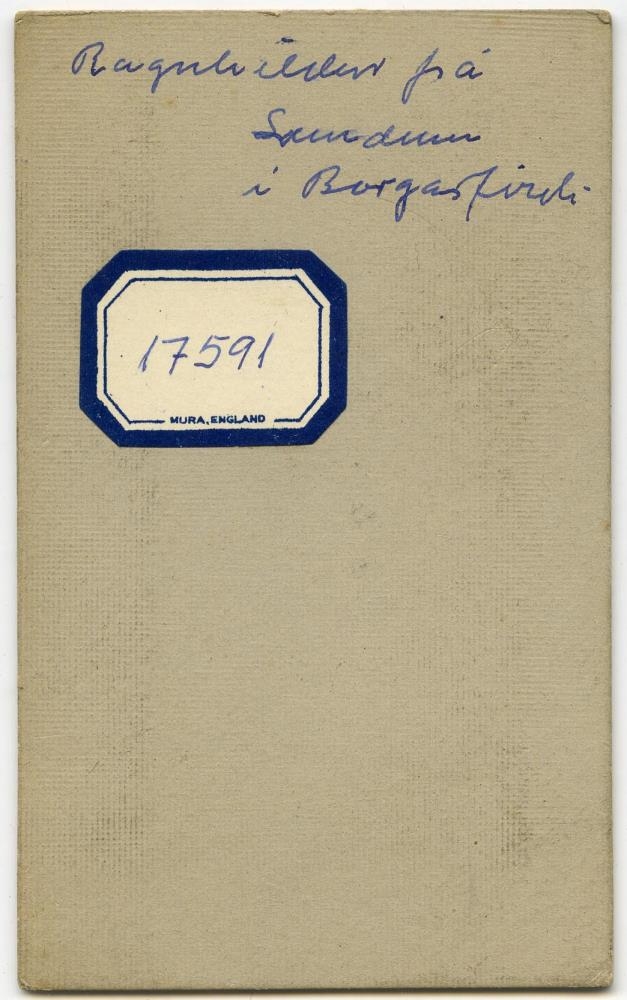 Ragnhildur frá
i Borgarfirði
17591
MURA, ENGLAND